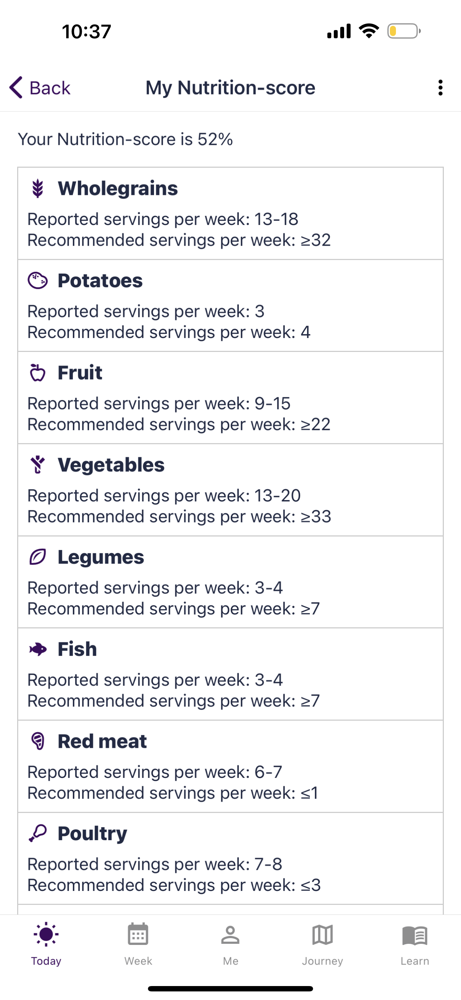 10:37
Back
My Nutrition-score
Your Nutrition-score is 52%
Wholegrains
Reported servings per week: 13-18
Recommended servings per week: ≥32
Potatoes
Reported servings per week: 3
Recommended servings per week: 4
Fruit
Reported servings per week: 9-15
Recommended servings per week: ≥22
Vegetables
Reported servings per week: 13-20
Recommended servings per week: ≥33
Legumes
Reported servings per week: 3-4
Recommended servings per week: ≥7
Fish
Reported servings per week: 3-4
Recommended servings per week: ≥7
Red meat
Reported servings per week: 6-7
Recommended servings per week: ≤1
Poultry
Reported servings per week: 7-8
Recommended servings per week: ≤3
Today
Week
Me
Journey
Learn